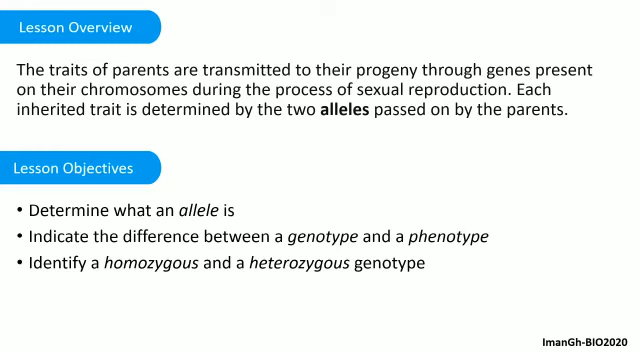 Lesson Overview
The traits of parents are transmitted to their progeny through genes present
on their chromosomes during the process of sexual reproduction. Each
inherited trait is determined by the two alleles passed on by the parents.
Lesson Objectives
• Determine what an allele is
• Indicate the difference between a genotype and a phenotype
• Identify a homozygous and a heterozygous genotype
ImanGh-BIO2020